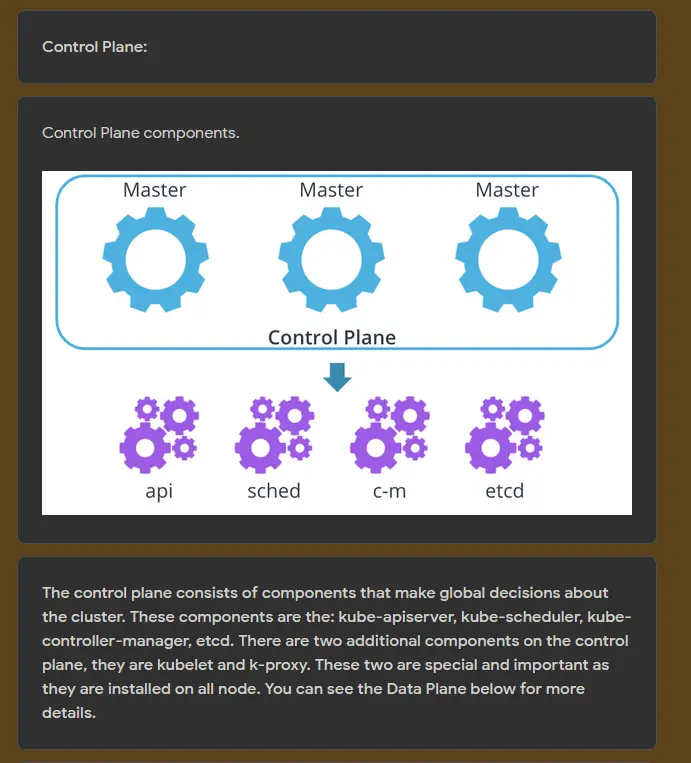 Control Plane:
Control Plane components.
Master Master Master
Control Plane
api sched c-m etcd
The control plane consists of components that make global decisions about
the cluster. These components are the: kube-apiserver, kube-scheduler, kube-
controller-manager, etcd. There are two additional components on the control
plane, they are kubelet and k-proxy. These two are special and important as
they are installed on all node. You can see the Data Plane below for more
details.